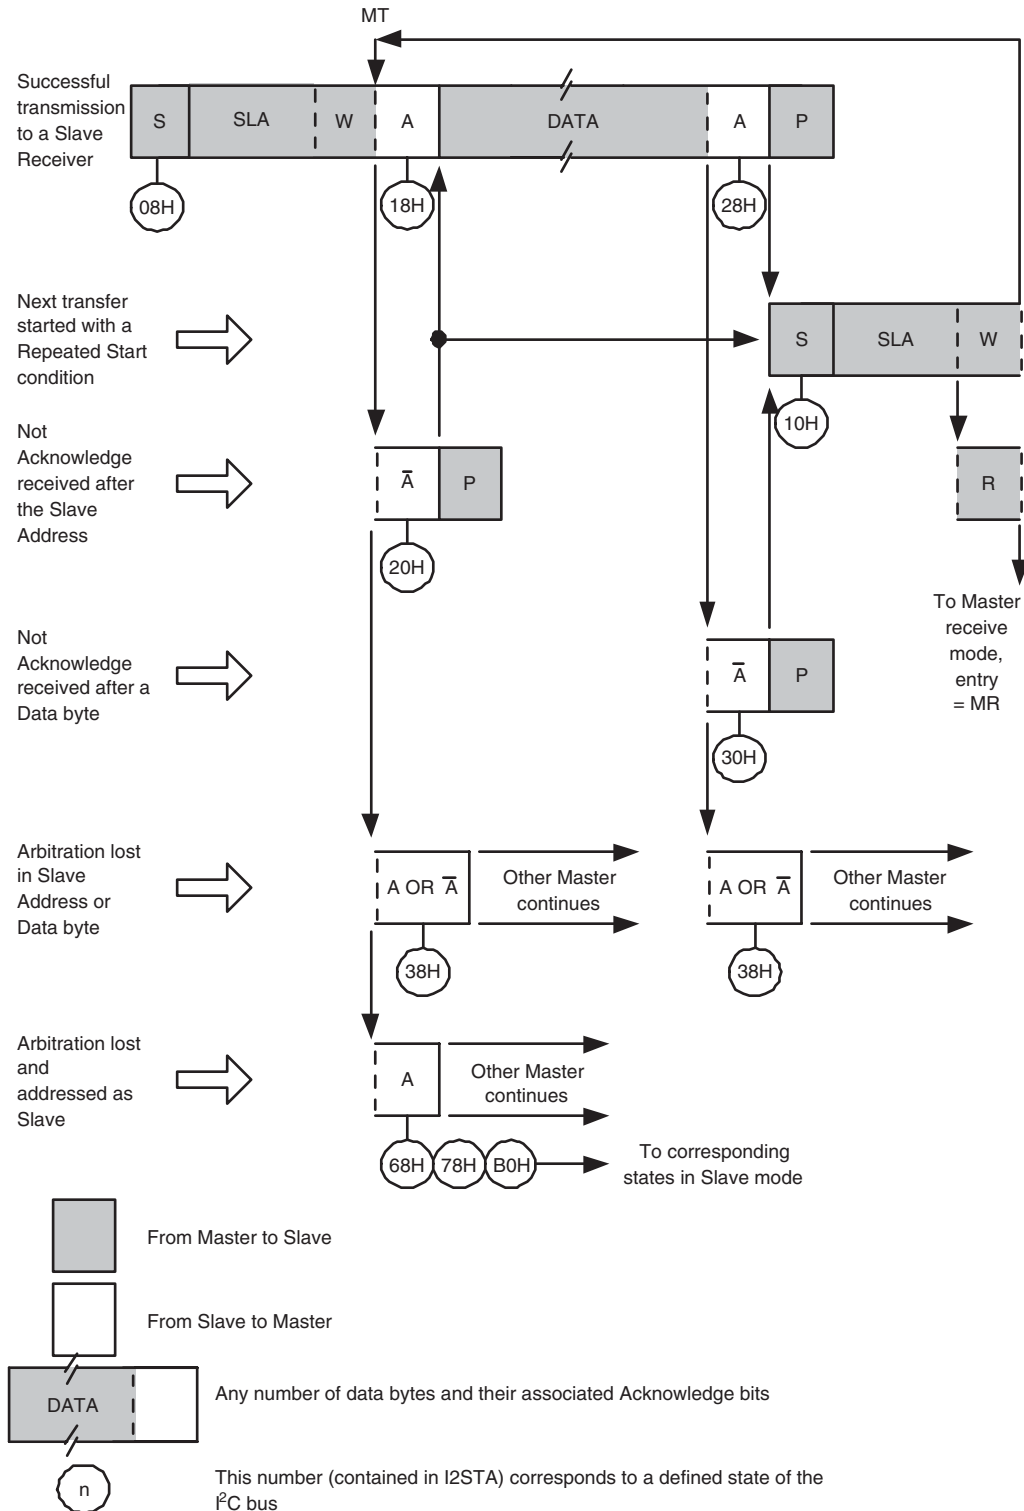 MT
Successful
transmission
to a Slave
Receiver
S SLA W A DATA A P
08H 18H 28H
Next transfer
started with a
Repeated Start
condition
S SLA W
10H
Not
Acknowledge
received after
the Slave
Address
A̅ P
R
20H
To Master
receive
mode,
entry
= MR
Not
Acknowledge
received after a
Data byte
A̅ P
30H
Arbitration lost
in Slave
Address or
Data byte
A OR A̅
Other Master
continues
A OR A̅
Other Master
continues
38H 38H
Arbitration lost
and
addressed as
Slave
A
Other Master
continues
68H 78H B0H
To corresponding
states in Slave mode
From Master to Slave
From Slave to Master
DATA
Any number of data bytes and their associated Acknowledge bits
n
This number (contained in I2STA) corresponds to a defined state of the
I²C bus